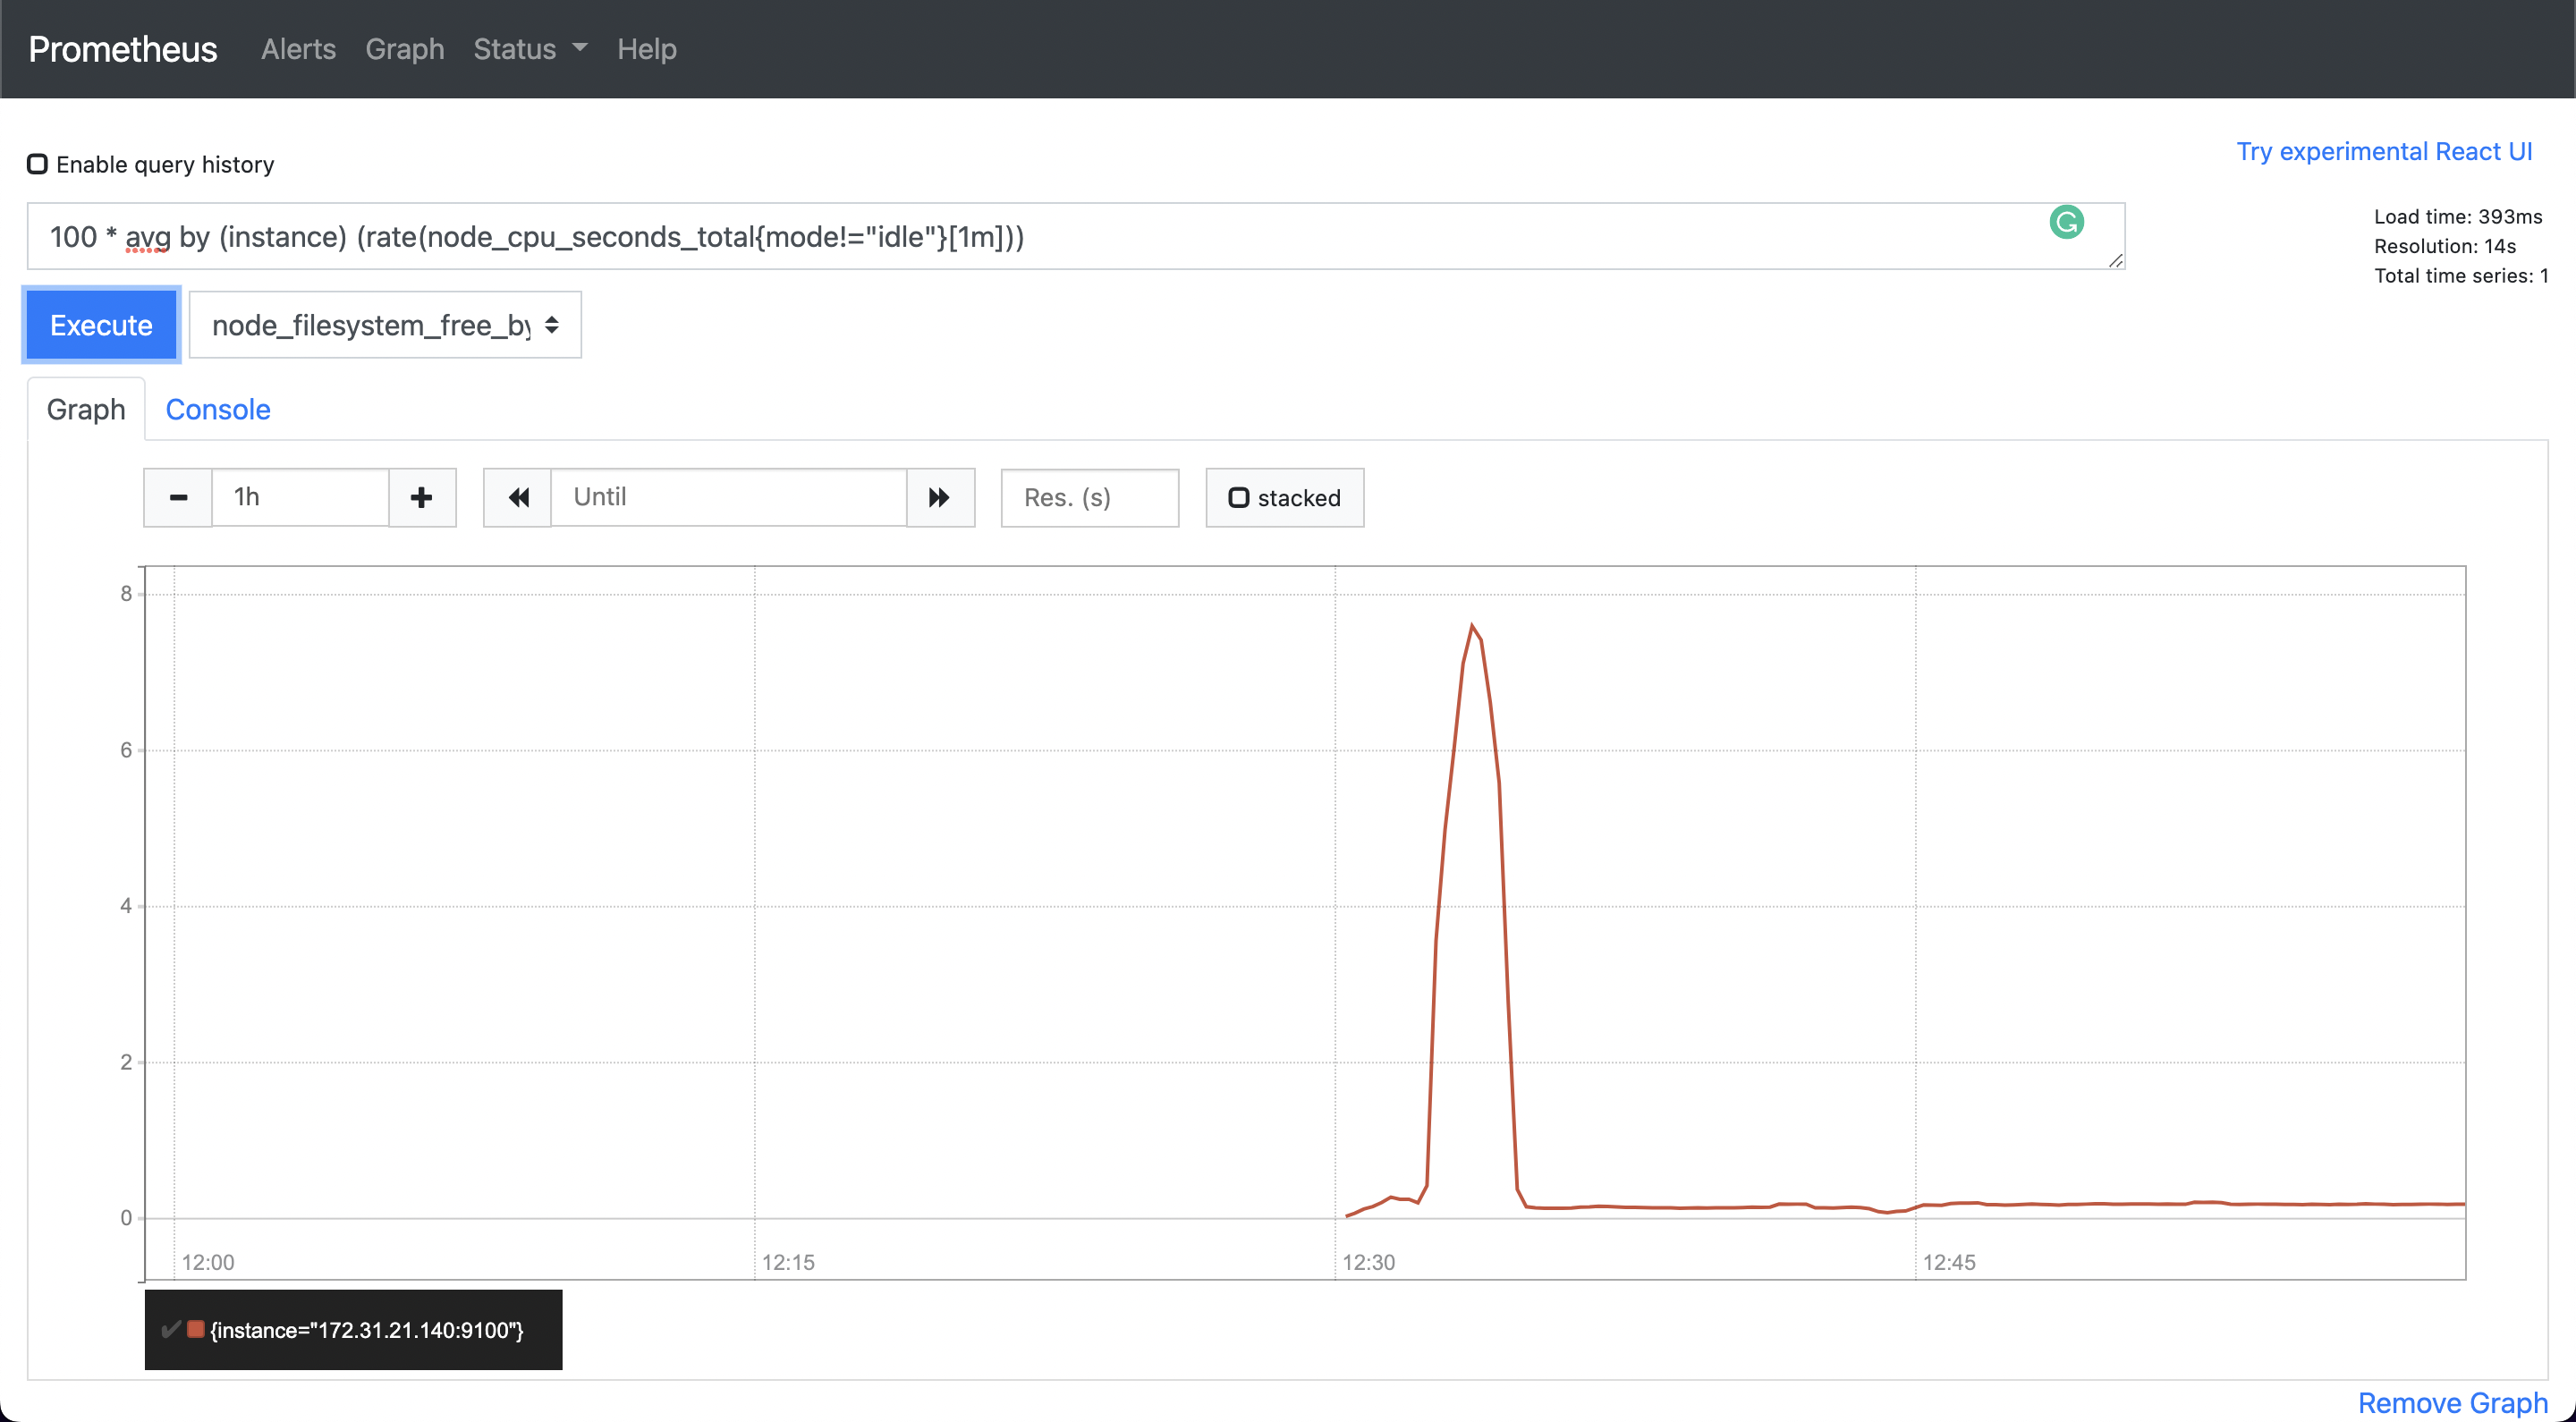 Prometheus Alerts Graph Status Help
Enable query history
Try experimental React UI
100 * avg by (instance) (rate(node_cpu_seconds_total{mode!="idle"}[1m]))
Load time: 393ms
Resolution: 14s
Total time series: 1
Execute node_filesystem_free_by
Graph Console
1h Until Res. (s) stacked
8
6
4
2
0
12:00 12:15 12:30 12:45
{instance="172.31.21.140:9100"}
Remove Graph